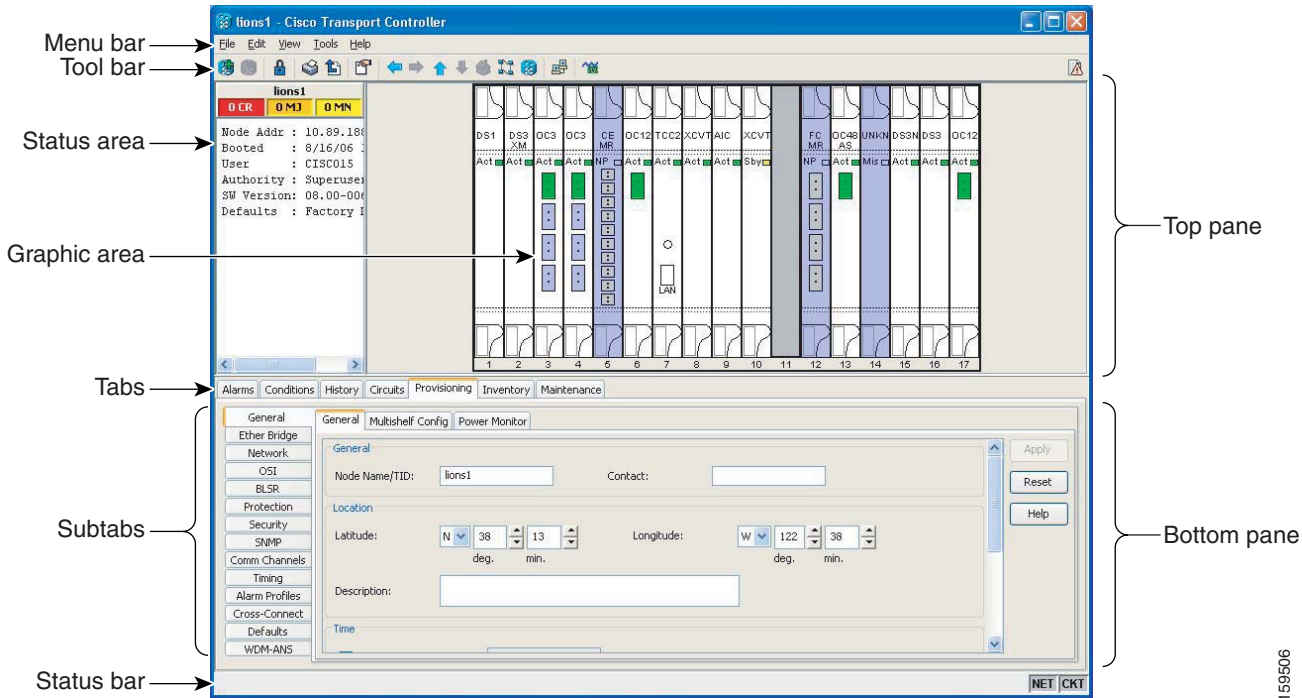 lions1 - Cisco Transport Controller
Menu bar
File Edit View Tools Help
Tool bar
lions1
0 CR 0 MJ 0 MN
Status area
Node Addr : 10.89.188
Booted : 8/16/06
User : CISCO15
Authority : Superuser
SW Version: 08.00-006
Defaults : Factory
Graphic area
DS1 DS3 XM OC3 OC3 CE MR OC12 TCC2 XCVT AIC XCVT FC MR OC48 AS UNKN DS3N DS3 OC12
Act Act Act Act NP Act Act Act Act Sby NP Act Mis Act Act Act
LAN
1 2 3 4 5 6 7 8 9 10 11 12 13 14 15 16 17
Top pane
Tabs
Alarms Conditions History Circuits Provisioning Inventory Maintenance
Subtabs
General
Ether Bridge
Network
OSI
BLSR
Protection
Security
SNMP
Comm Channels
Timing
Alarm Profiles
Cross-Connect
Defaults
WDM-ANS
General Multishelf Config Power Monitor
General
Node Name/TID: lions1 Contact:
Location
Latitude: N 38 13 Longitude: W 122 38
deg. min. deg. min.
Description:
Time
Apply
Reset
Help
Bottom pane
Status bar
NET CKT
159506